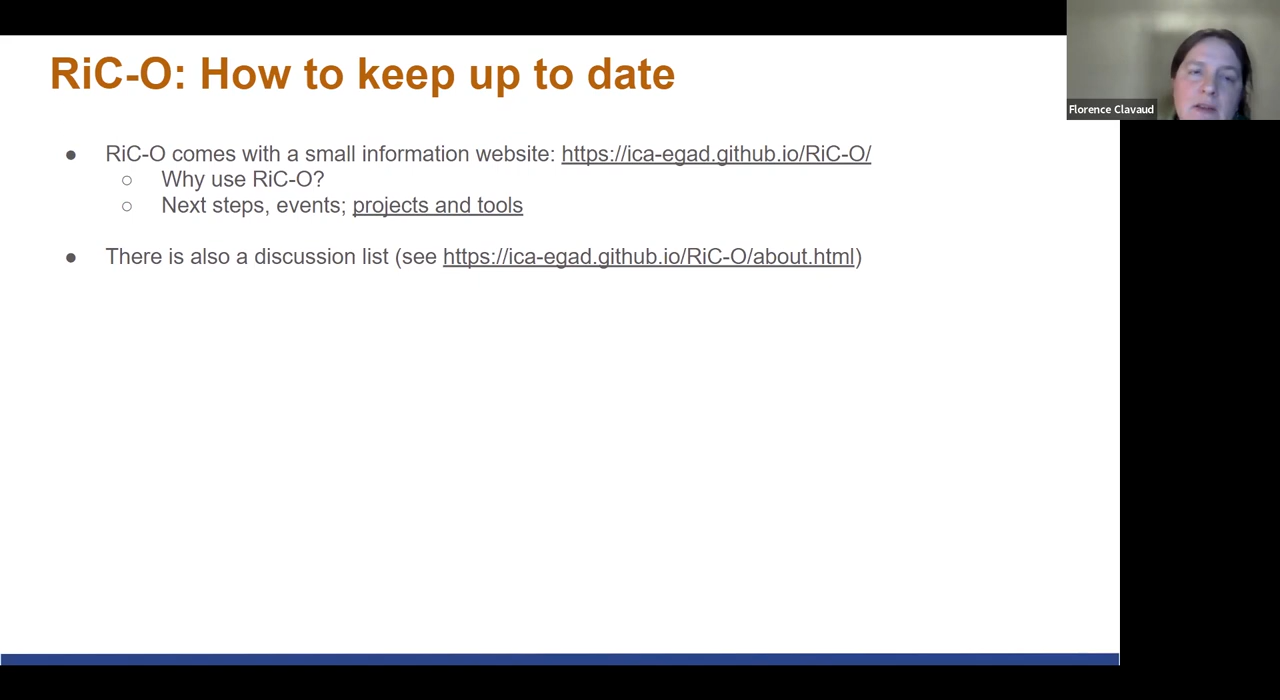 RiC-O: How to keep up to date
Florence Clavaud
● RiC-O comes with a small information website: https://ica-egad.github.io/RiC-O/
○ Why use RiC-O?
○ Next steps, events; projects and tools
● There is also a discussion list (see https://ica-egad.github.io/RiC-O/about.html)